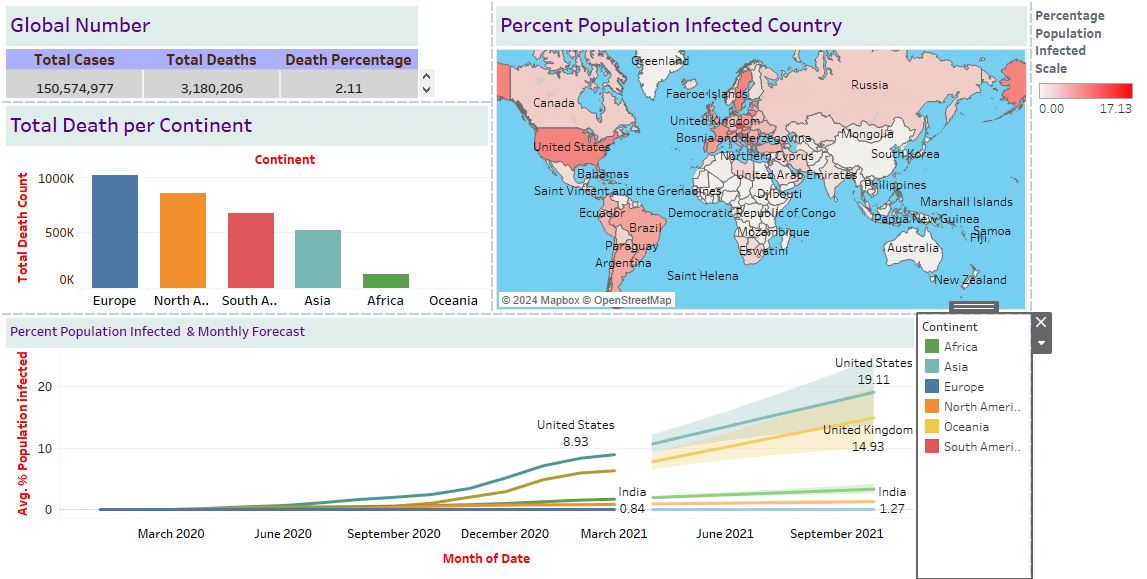 Global Number
Total Cases Total Deaths Death Percentage
150,574,977 3,180,206 2.11
Total Death per Continent
Continent
Total Death Count
1000K
500K
0K
Europe North A.. South A.. Asia Africa Oceania
Percent Population Infected Country
Greenland
Russia
Faeroe Islands
Canada
United Kingdom
Mongolia
Bosnia and Herzegovina
United States
South Korea
Northern Cyprus
Bahamas
United Arab Emirates
Philippines
Saint Vincent and the Grenadines
Djibouti
Marshall Islands
Ecuador
Democratic Republic of Congo
Papua New Guinea
Brazil
Mozambique
Samoa
Fiji
Paraguay
Eswatini
Australia
Argentina
Saint Helena
New Zealand
© 2024 Mapbox © OpenStreetMap
Percentage
Population
Infected
Scale
0.00 17.13
Percent Population Infected & Monthly Forecast
Avg. % Population infected
20
10
0
United States
8.93
India
0.84
United States
19.11
United Kingdom
14.93
India
1.27
March 2020 June 2020 September 2020 December 2020 March 2021 June 2021 September 2021
Month of Date
Continent
Africa
Asia
Europe
North Ameri..
Oceania
South Ameri..